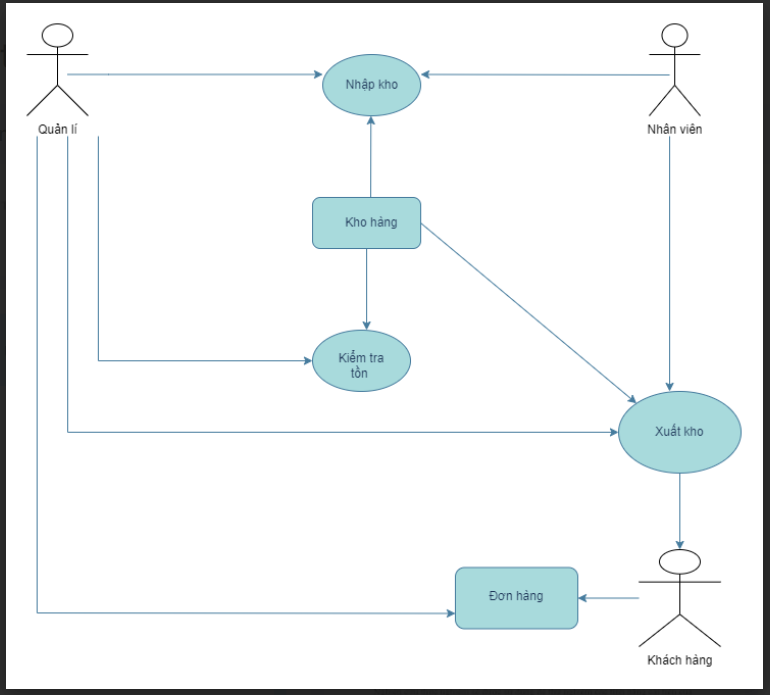 Nhập kho
Quản lí
Nhân viên
Kho hàng
Kiểm tra
tồn
Xuất kho
Đơn hàng
Khách hàng